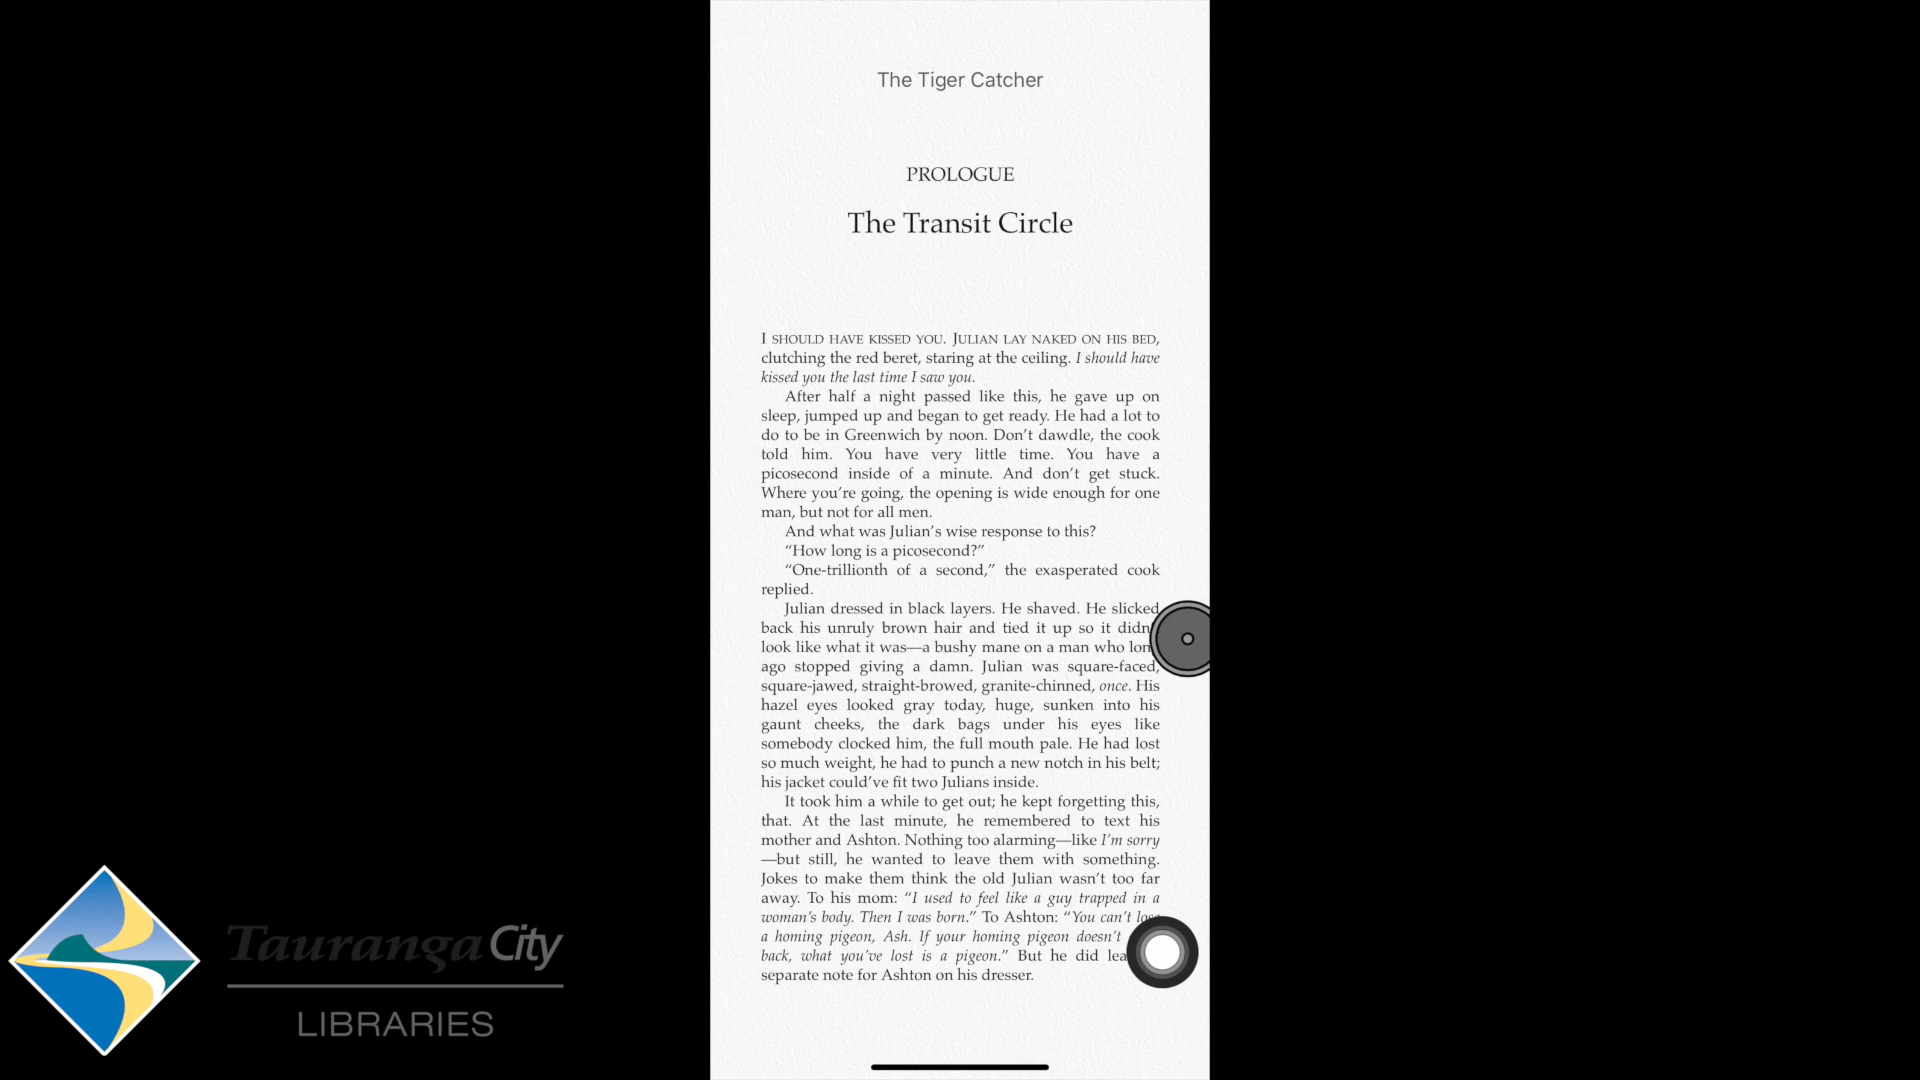 The Tiger Catcher
PROLOGUE
The Transit Circle
I SHOULD HAVE KISSED YOU. JULIAN LAY NAKED ON HIS BED,
clutching the red beret, staring at the ceiling. I should have
kissed you the last time I saw you.
After half a night passed like this, he gave up on
sleep, jumped up and began to get ready. He had a lot to
do to be in Greenwich by noon. Don’t dawdle, the cook
told him. You have very little time. You have a
picosecond inside of a minute. And don’t get stuck.
Where you’re going, the opening is wide enough for one
man, but not for all men.
And what was Julian’s wise response to this?
“How long is a picosecond?”
“One-trillionth of a second,” the exasperated cook
replied.
Julian dressed in black layers. He shaved. He slicked
back his unruly brown hair and tied it up so it didn
look like what it was—a bushy mane on a man who lon
ago stopped giving a damn. Julian was square-faced,
square-jawed, straight-browed, granite-chinned, once. His
hazel eyes looked gray today, huge, sunken into his
gaunt cheeks, the dark bags under his eyes like
somebody clocked him, the full mouth pale. He had lost
so much weight, he had to punch a new notch in his belt;
his jacket could’ve fit two Julians inside.
It took him a while to get out; he kept forgetting this,
that. At the last minute, he remembered to text his
mother and Ashton. Nothing too alarming—like I’m sorry
—but still, he wanted to leave them with something.
Jokes to make them think the old Julian wasn’t too far
away. To his mom: “I used to feel like a guy trapped in a
woman’s body. Then I was born.” To Ashton: “You can’t lose
a homing pigeon, Ash. If your homing pigeon doesn’t
back, what you’ve lost is a pigeon.” But he did lea
separate note for Ashton on his dresser.
Tauranga City
LIBRARIES